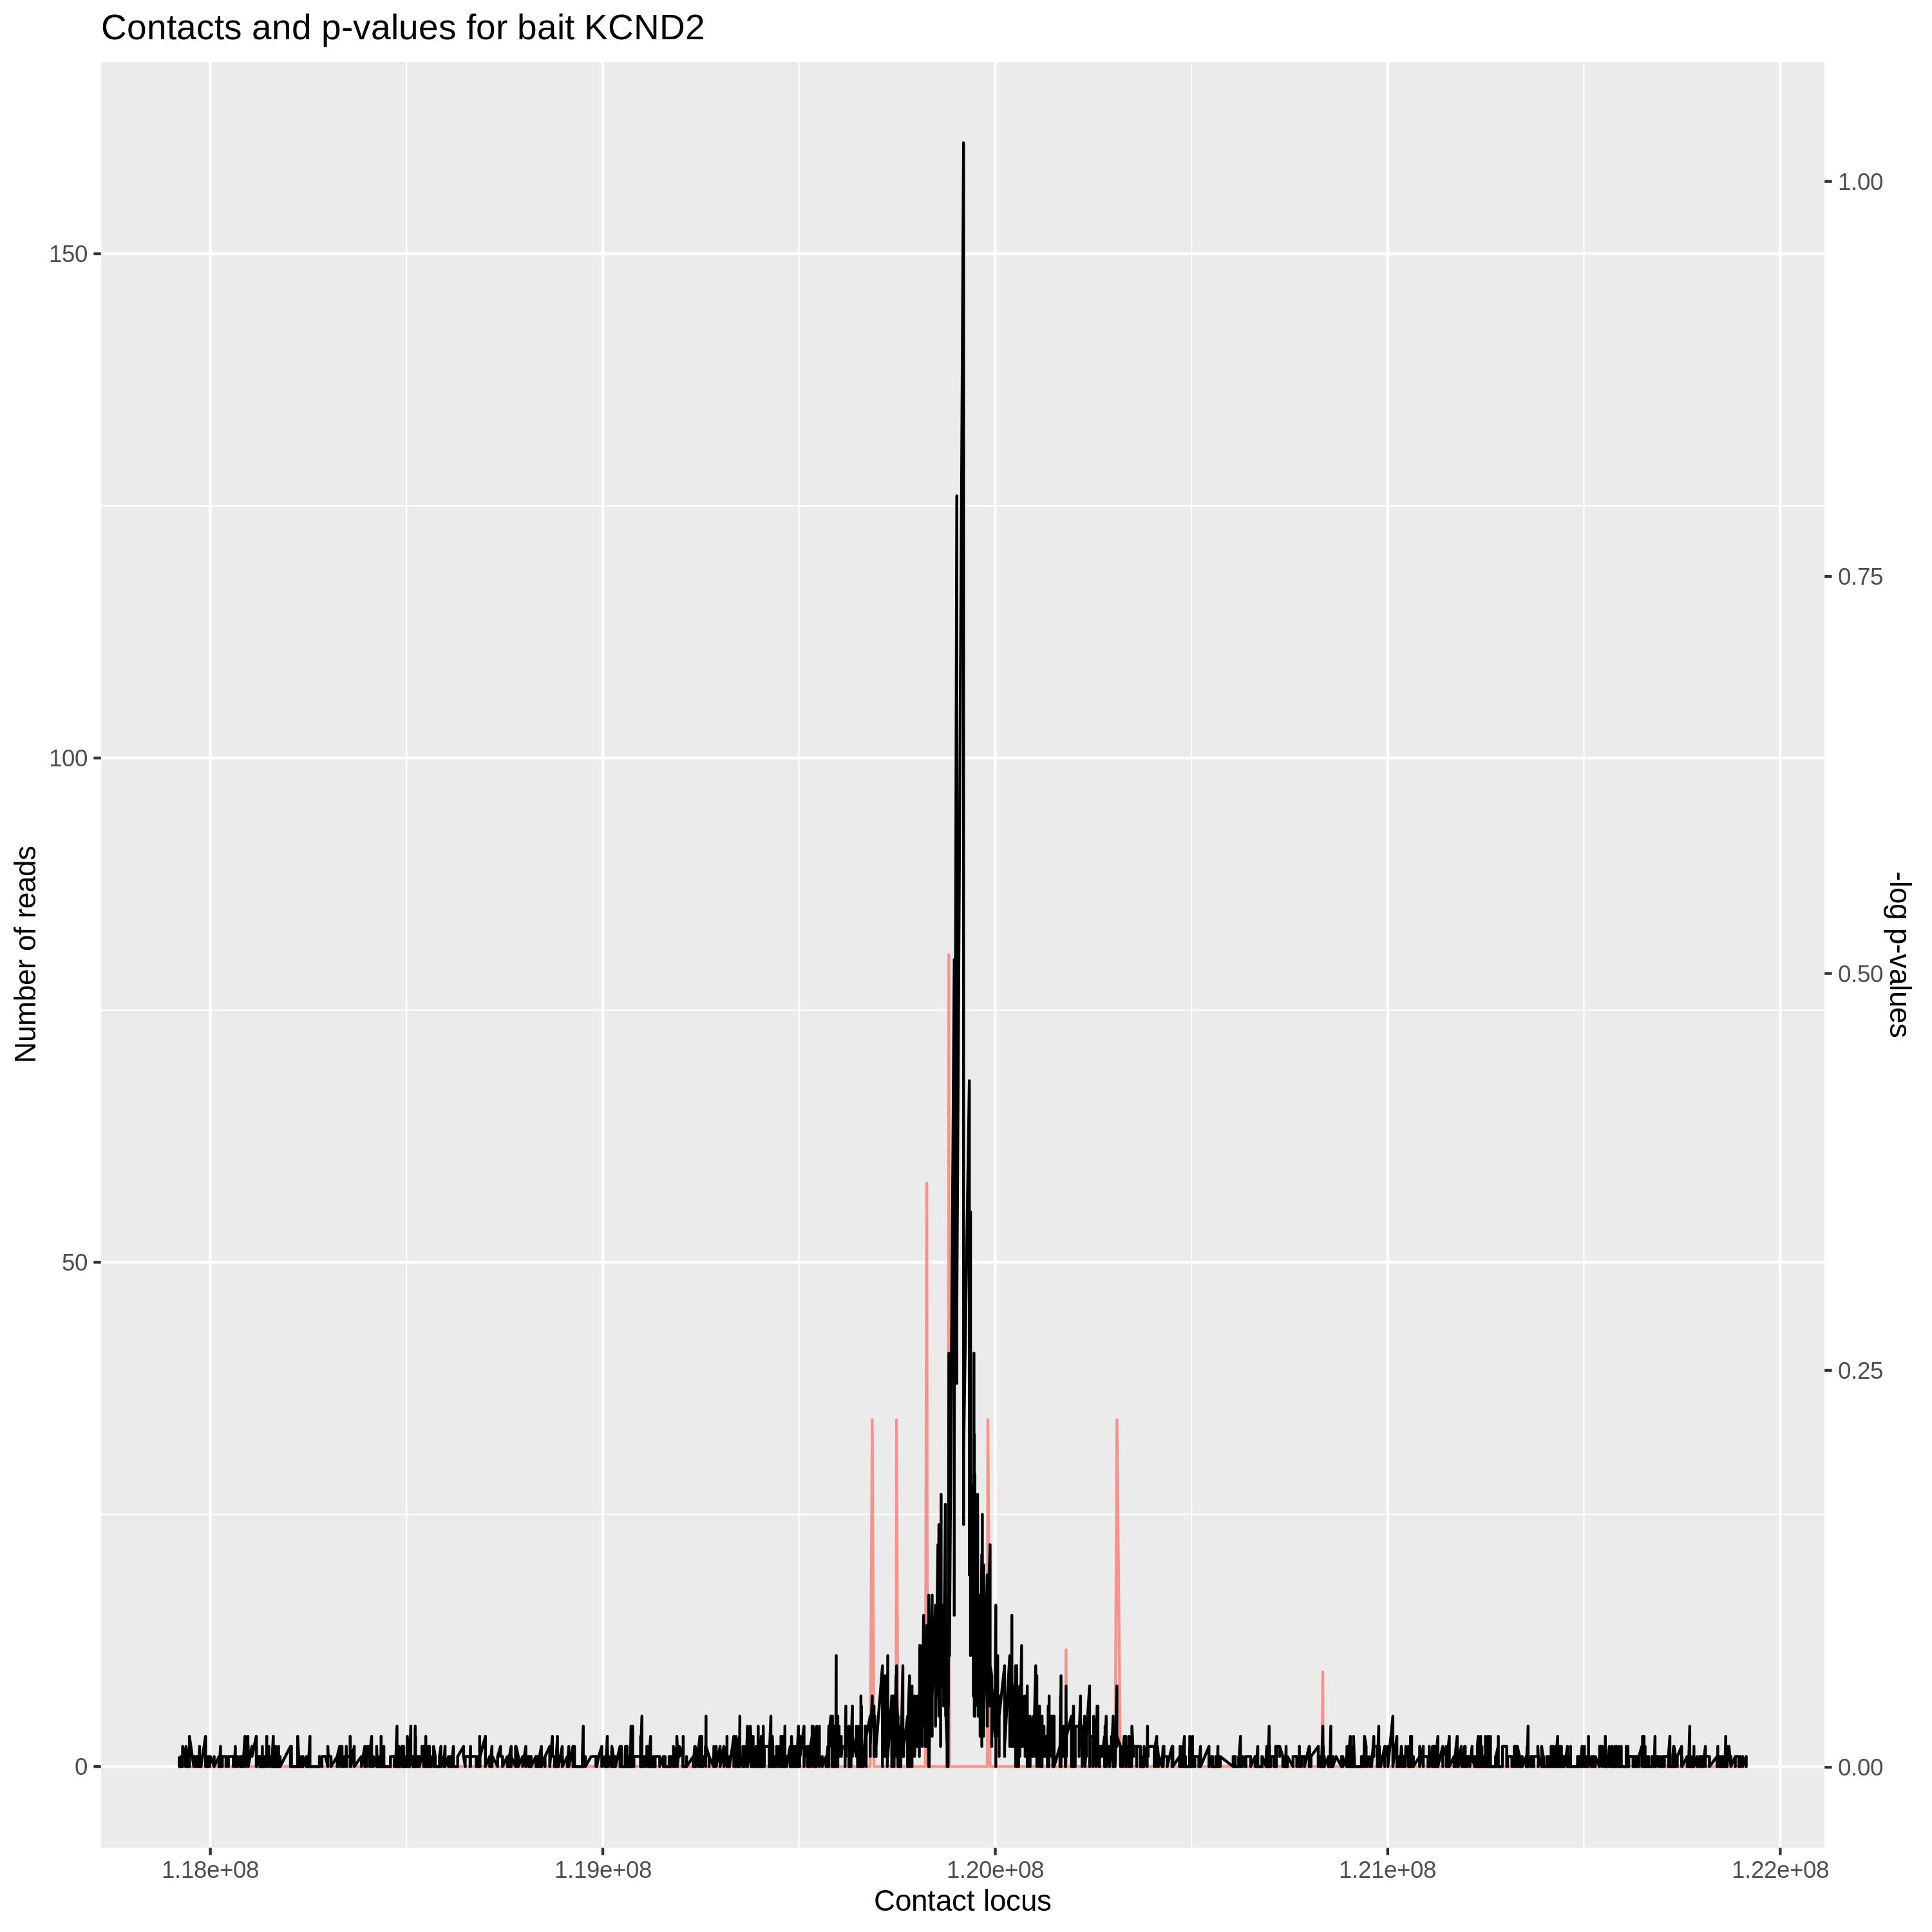 Contacts and p-values for bait KCND2
Number of reads
150
100
50
0
1.00
0.75
0.50
0.25
0.00
-log p-values
1.18e+08
1.19e+08
1.20e+08
1.21e+08
1.22e+08
Contact locus